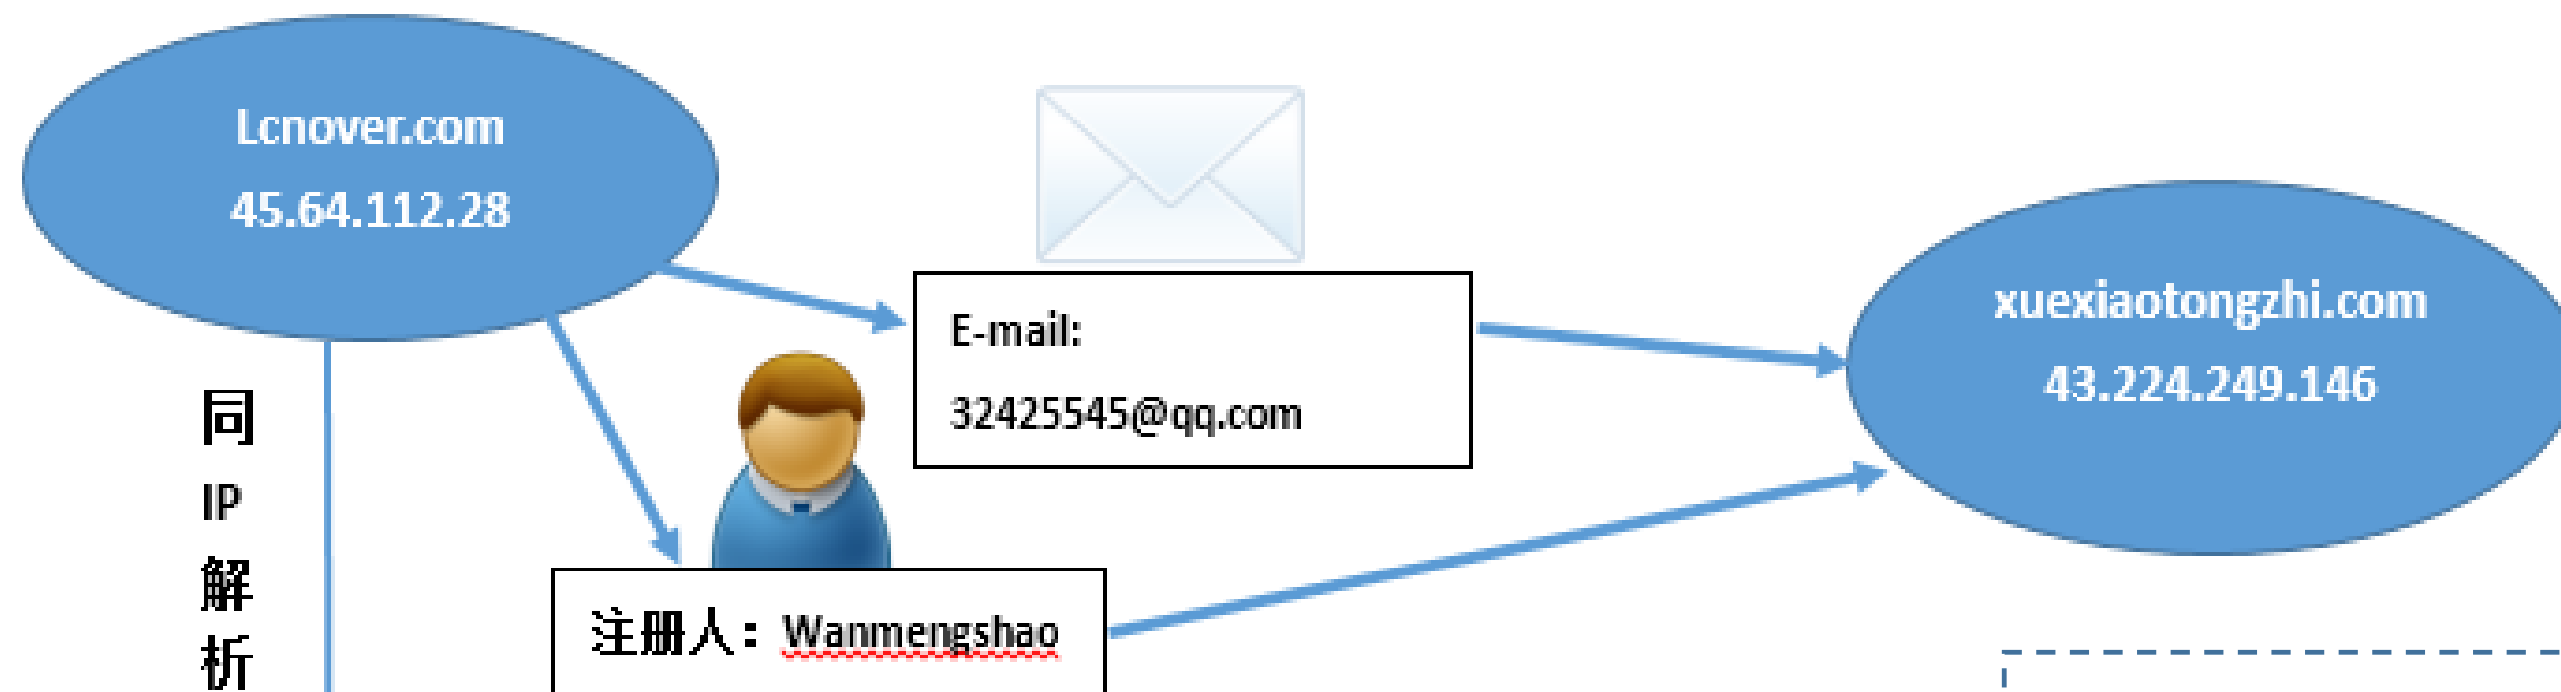 Lcnover.com
45.64.112.28
E-mail:
32425545@qq.com
xuexiaotongzhi.com
43.224.249.146
同
IP
解
析
注册人：Wanmengshao